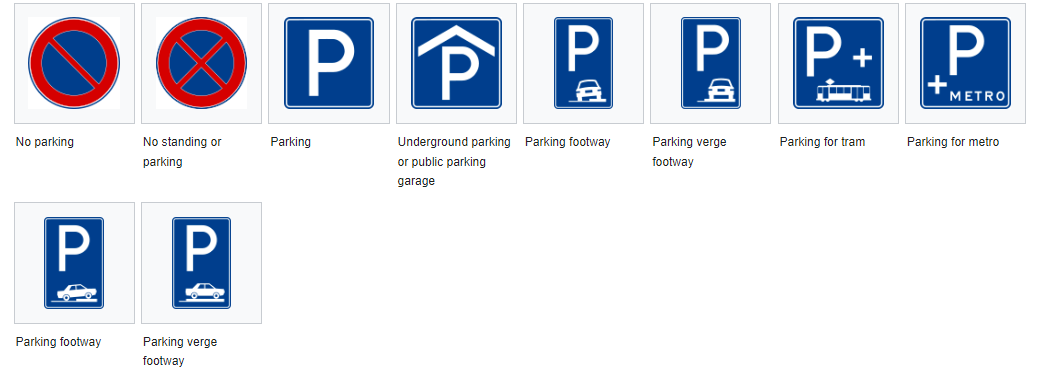 P
P
P
P
P +
P
+ METRO
No parking
No standing or
parking
Parking
Underground parking
or public parking
garage
Parking footway
Parking verge
footway
Parking for tram
Parking for metro
P
P
Parking footway
Parking verge
footway